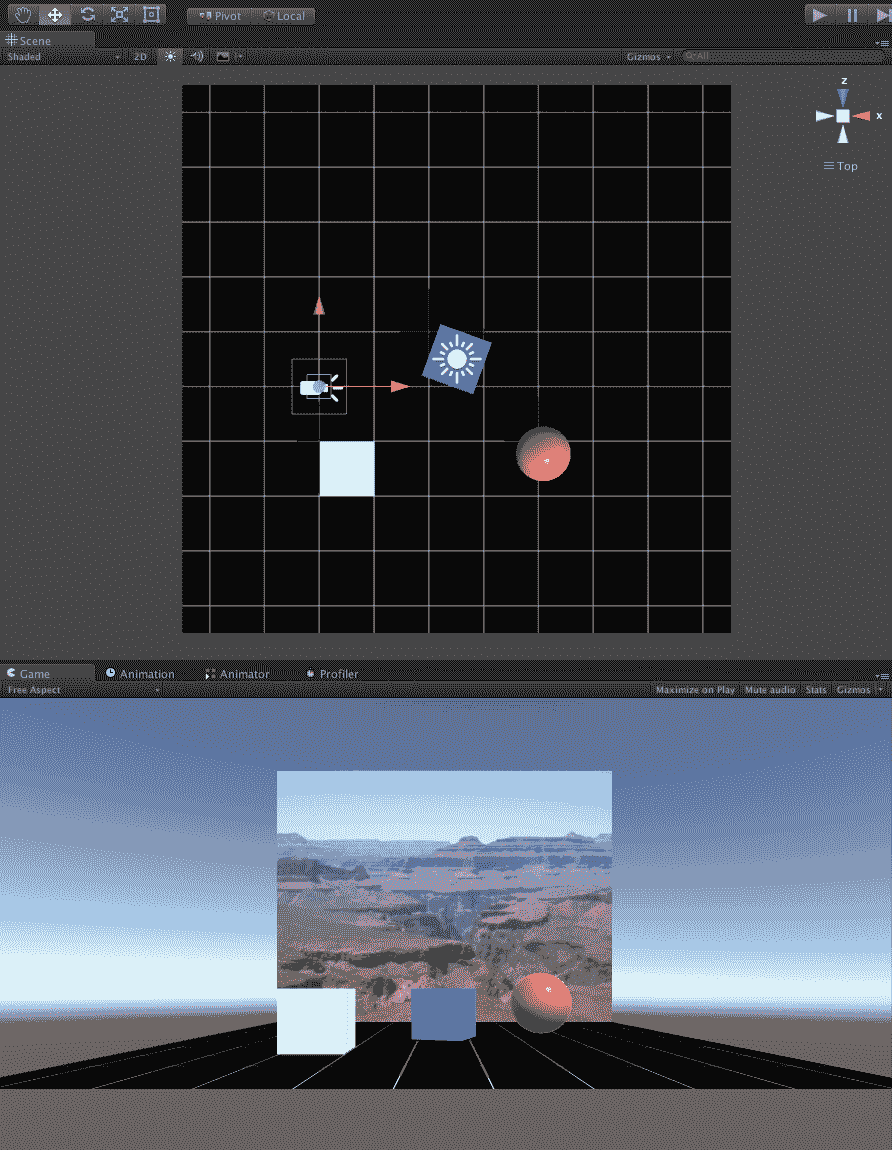 Pivot Local
Scene
Shaded 2D Gizmos All
z
x
Top
Game Animation Animator Profiler
Free Aspect Maximize on Play Mute audio Stats Gizmos